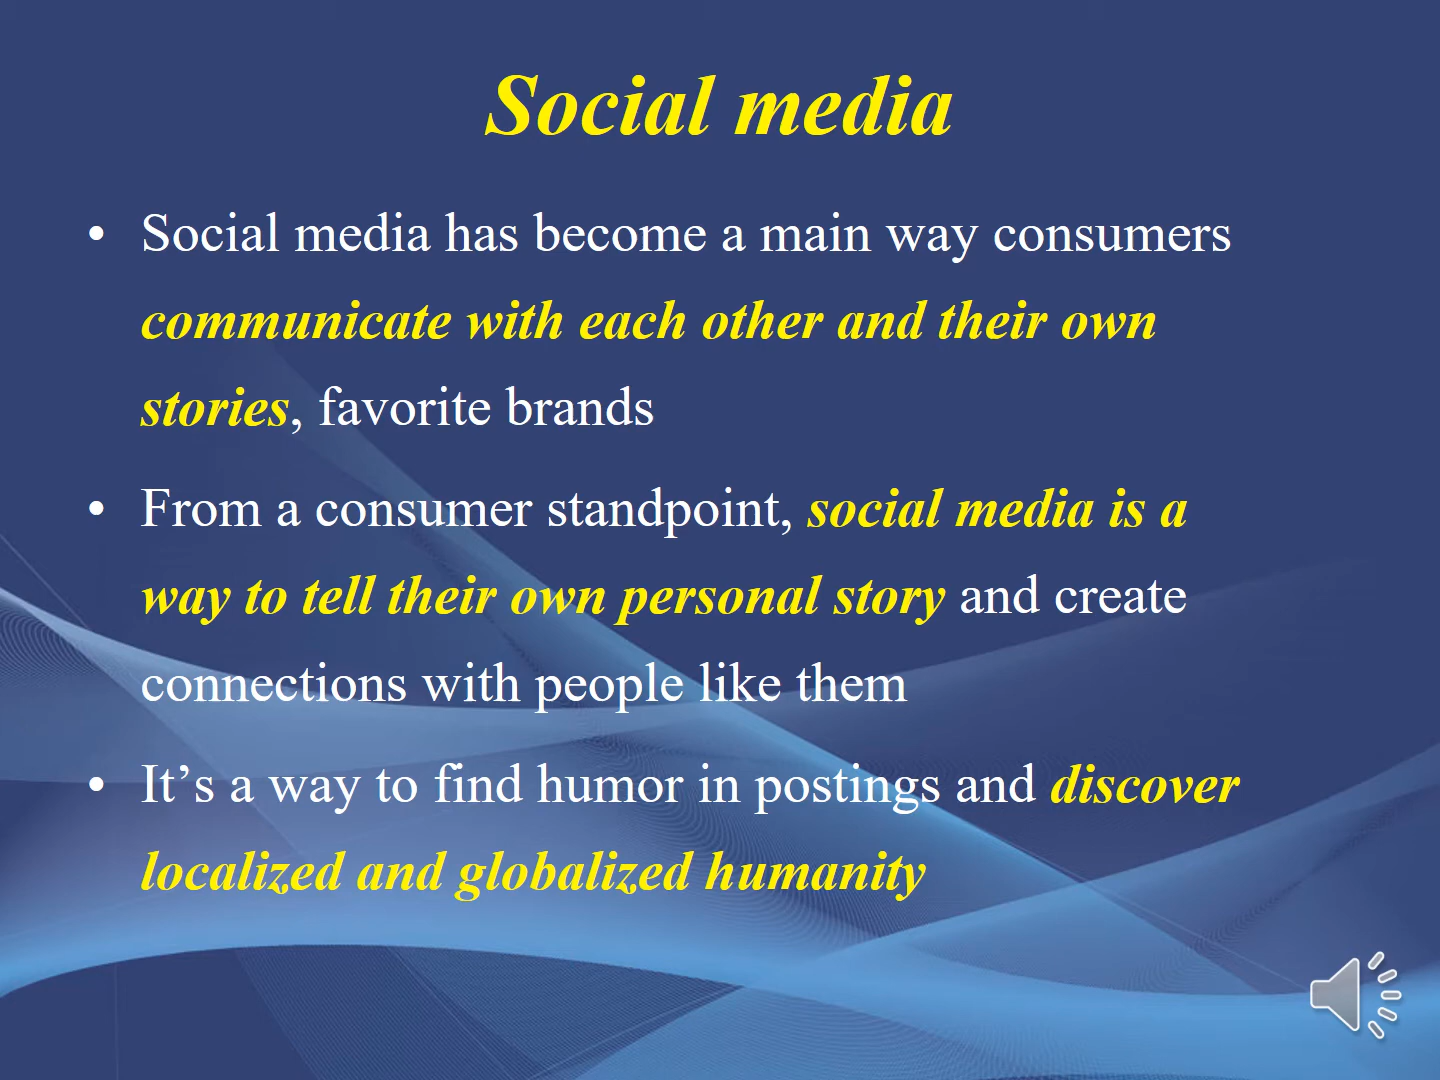 Social media
• Social media has become a main way consumers
communicate with each other and their own
stories, favorite brands
• From a consumer standpoint, social media is a
way to tell their own personal story and create
connections with people like them
• It’s a way to find humor in postings and discover
localized and globalized humanity